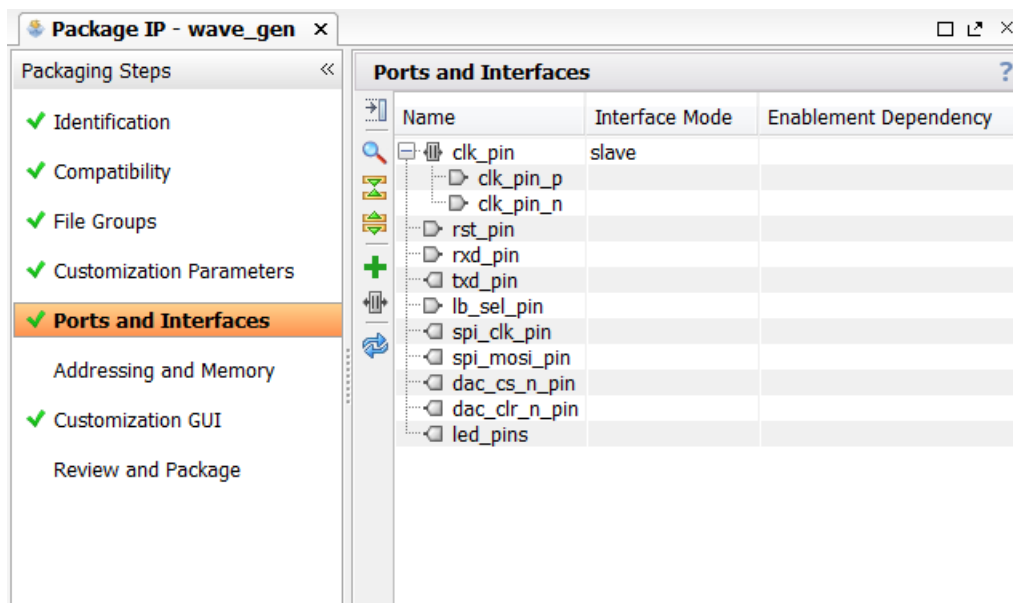 Package IP - wave_gen
Packaging Steps
Identification
Compatibility
File Groups
Customization Parameters
Ports and Interfaces
Addressing and Memory
Customization GUI
Review and Package
Ports and Interfaces
Name Interface Mode Enablement Dependency
clk_pin slave
clk_pin_p
clk_pin_n
rst_pin
rxd_pin
txd_pin
lb_sel_pin
spi_clk_pin
spi_mosi_pin
dac_cs_n_pin
dac_clr_n_pin
led_pins